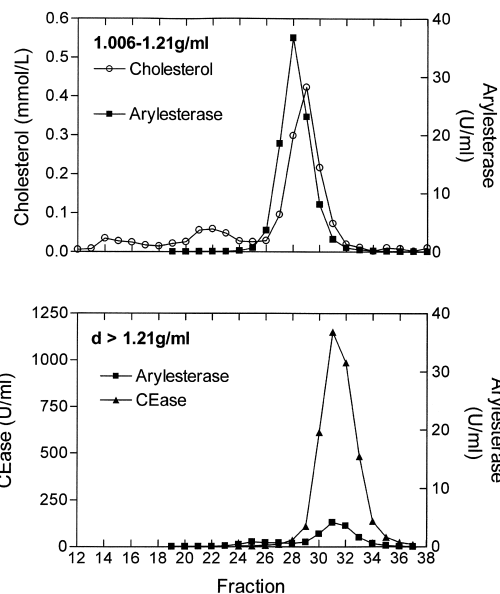 0.6
0.5
0.4
0.3
0.2
0.1
0.0
Cholesterol (mmol/L)
1.006-1.21g/ml
Cholesterol
Arylesterase
40
30
20
10
0
Arylesterase
(U/ml)
1250
1000
750
500
250
0
CEase (U/ml)
d > 1.21g/ml
Arylesterase
CEase
40
30
20
10
0
Arylesterase
(U/ml)
12 14 16 18 20 22 24 26 28 30 32 34 36 38
Fraction